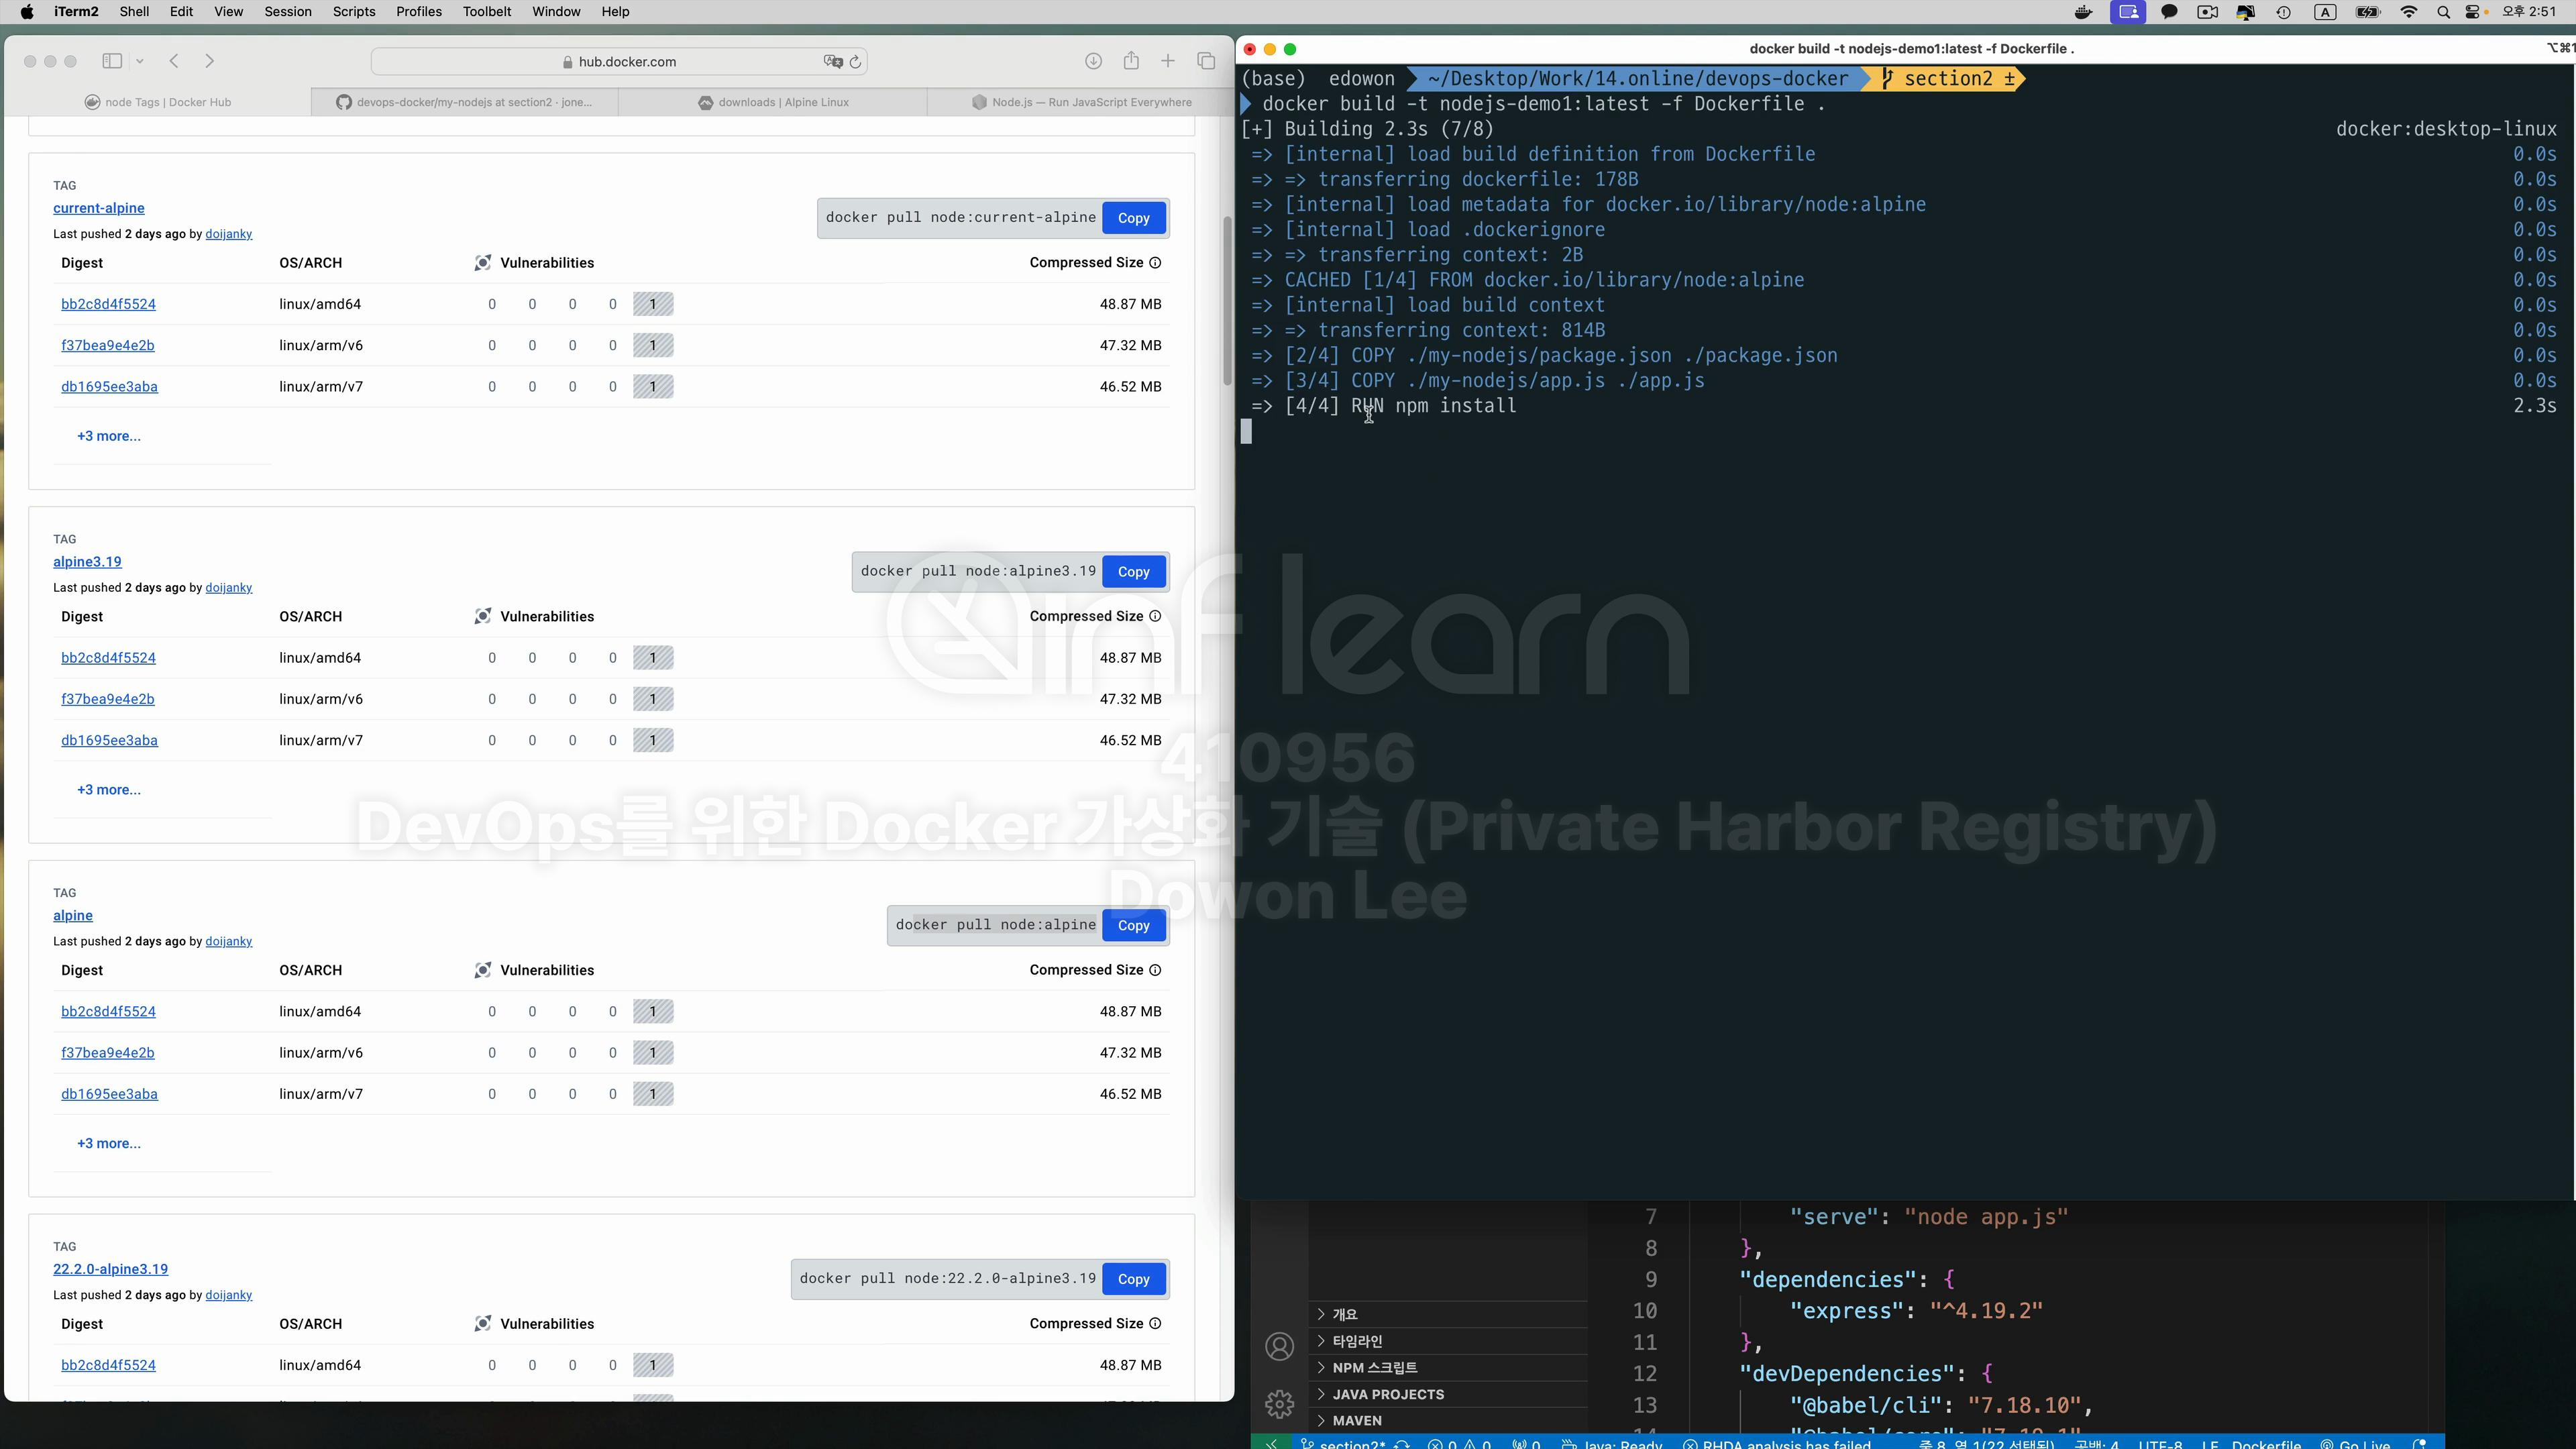 iTerm2 Shell Edit View Session Scripts Profiles Toolbelt Window Help
A
오후 2:51
hub.docker.com
node Tags | Docker Hub
devops-docker/my-nodejs at section2 · jone...
downloads | Alpine Linux
Node.js — Run JavaScript Everywhere
TAG
current-alpine
docker pull node:current-alpine Copy
Last pushed 2 days ago by doijanky
Digest OS/ARCH Vulnerabilities Compressed Size
bb2c8d4f5524 linux/amd64 0 0 0 0 1 48.87 MB
f37bea9e4e2b linux/arm/v6 0 0 0 0 1 47.32 MB
db1695ee3aba linux/arm/v7 0 0 0 0 1 46.52 MB
+3 more...
TAG
alpine3.19
docker pull node:alpine3.19 Copy
Last pushed 2 days ago by doijanky
Digest OS/ARCH Vulnerabilities Compressed Size
bb2c8d4f5524 linux/amd64 0 0 0 0 1 48.87 MB
f37bea9e4e2b linux/arm/v6 0 0 0 0 1 47.32 MB
db1695ee3aba linux/arm/v7 0 0 0 0 1 46.52 MB
+3 more...
TAG
alpine
docker pull node:alpine Copy
Last pushed 2 days ago by doijanky
Digest OS/ARCH Vulnerabilities Compressed Size
bb2c8d4f5524 linux/amd64 0 0 0 0 1 48.87 MB
f37bea9e4e2b linux/arm/v6 0 0 0 0 1 47.32 MB
db1695ee3aba linux/arm/v7 0 0 0 0 1 46.52 MB
+3 more...
TAG
22.2.0-alpine3.19
docker pull node:22.2.0-alpine3.19 Copy
Last pushed 2 days ago by doijanky
Digest OS/ARCH Vulnerabilities Compressed Size
bb2c8d4f5524 linux/amd64 0 0 0 0 1 48.87 MB
docker build -t nodejs-demo1:latest -f Dockerfile .
⌥⌘1
(base) edowon ~/Desktop/Work/14.online/devops-docker section2 ±
docker build -t nodejs-demo1:latest -f Dockerfile .
[+] Building 2.3s (7/8) docker:desktop-linux
=> [internal] load build definition from Dockerfile 0.0s
=> => transferring dockerfile: 178B 0.0s
=> [internal] load metadata for docker.io/library/node:alpine 0.0s
=> [internal] load .dockerignore 0.0s
=> => transferring context: 2B 0.0s
=> CACHED [1/4] FROM docker.io/library/node:alpine 0.0s
=> [internal] load build context 0.0s
=> => transferring context: 814B 0.0s
=> [2/4] COPY ./my-nodejs/package.json ./package.json 0.0s
=> [3/4] COPY ./my-nodejs/app.js ./app.js 0.0s
=> [4/4] RUN npm install 2.3s
inflearn
410956
DevOps를 위한 Docker 가상화 기술 (Private Harbor Registry)
Dowon Lee
개요
타임라인
NPM 스크립트
JAVA PROJECTS
MAVEN
7 "serve": "node app.js"
8 },
9 "dependencies": {
10 "express": "^4.19.2"
11 },
12 "devDependencies": {
13 "@babel/cli": "7.18.10",
section2* 0 0 0 Java: Ready RHDA analysis has failed 줄 8, 열 1(22 선택됨) 공백: 4 UTF-8 LF Dockerfile Go Live